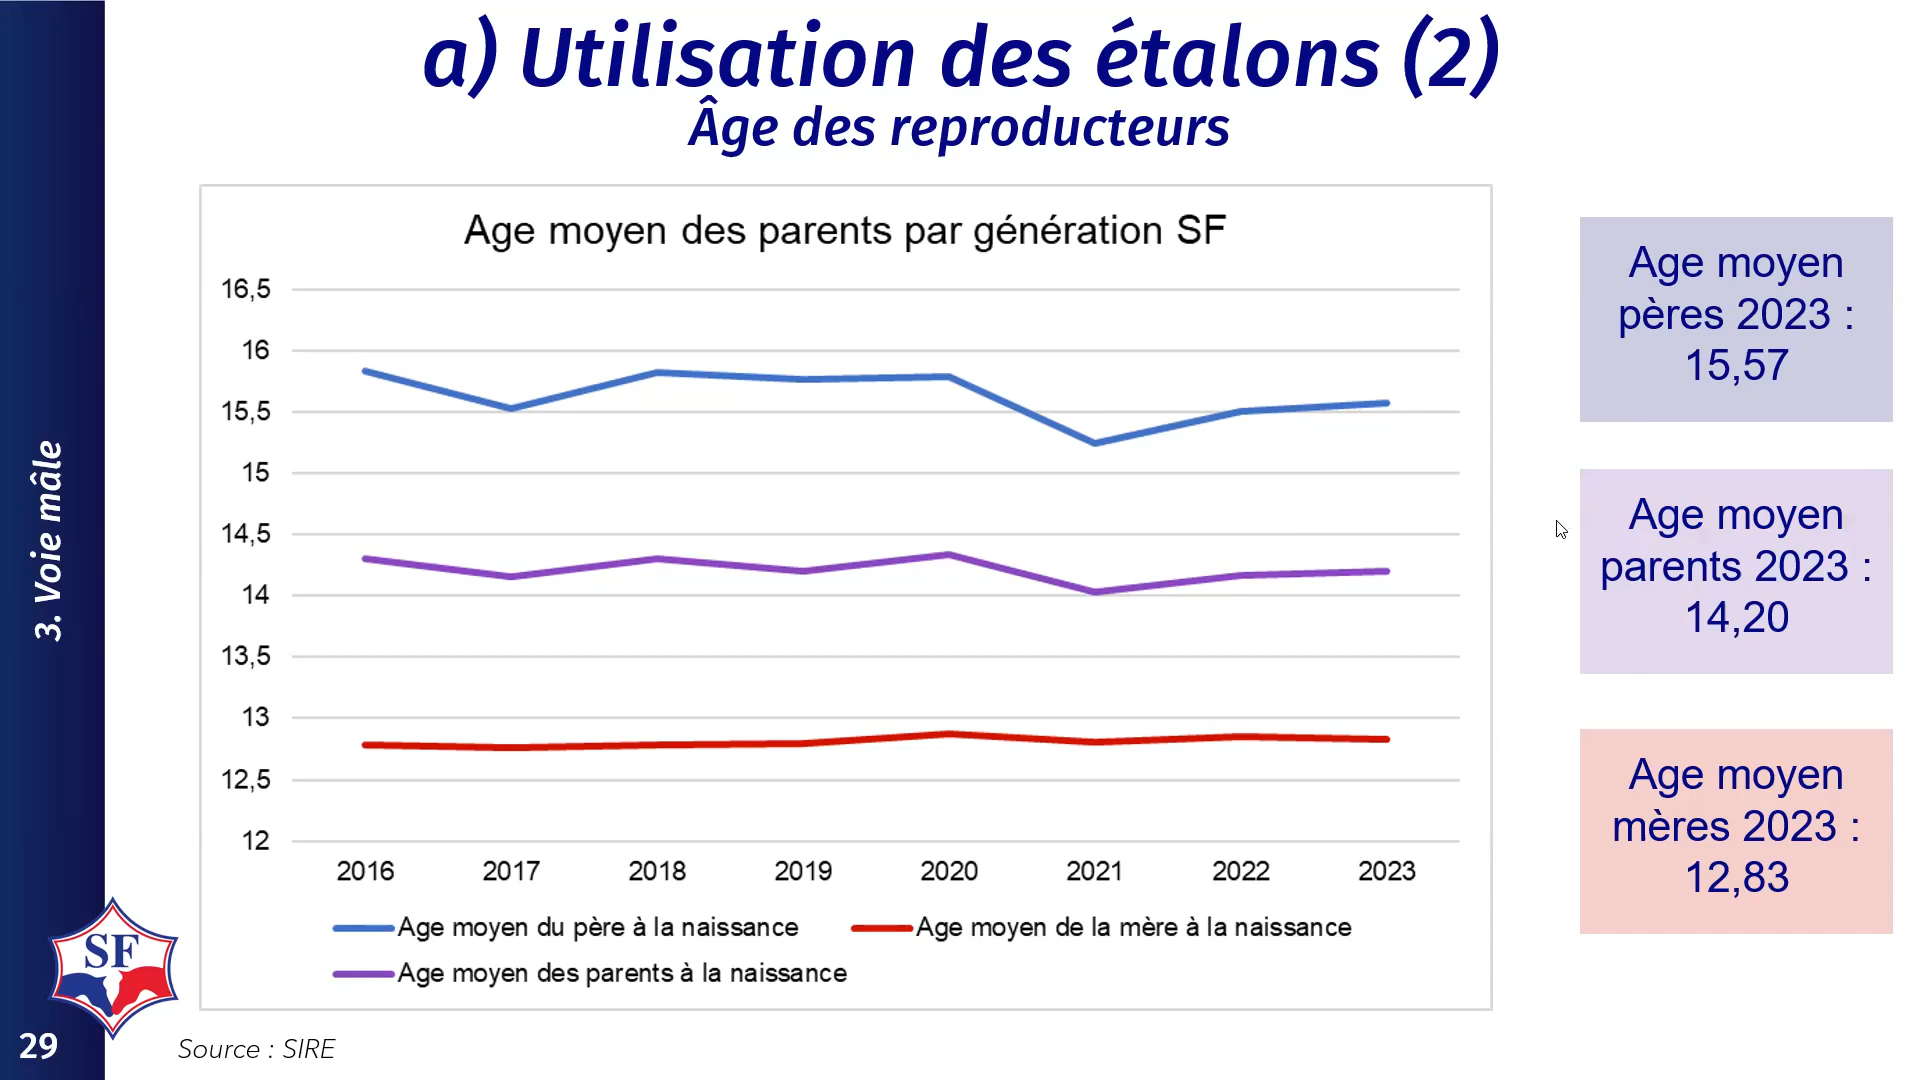 a) Utilisation des étalons (2)
Âge des reproducteurs
3. Voie mâle
Age moyen des parents par génération SF
16,5
16
15,5
15
14,5
14
13,5
13
12,5
12
2016 2017 2018 2019 2020 2021 2022 2023
Age moyen du père à la naissance Age moyen de la mère à la naissance
Age moyen des parents à la naissance
Age moyen
pères 2023 :
15,57
Age moyen
parents 2023 :
14,20
Age moyen
mères 2023 :
12,83
SF
29
Source : SIRE